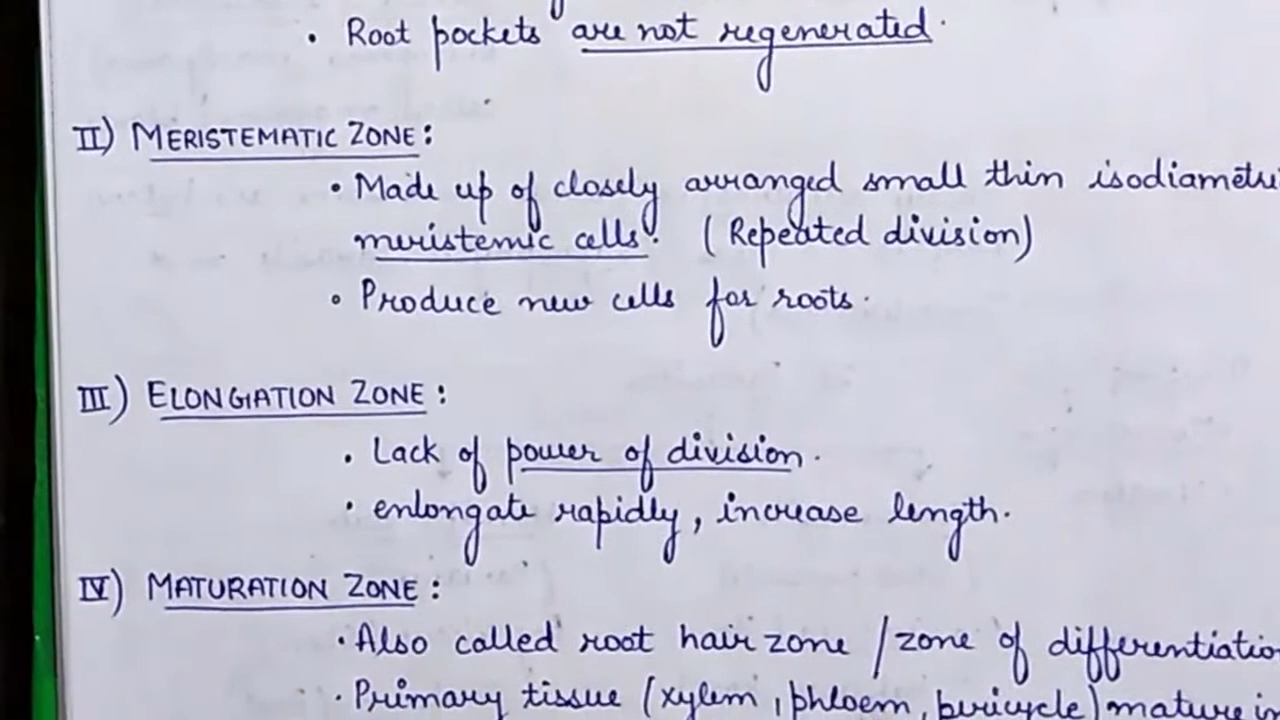 • Root pockets are not regenerated.
II) MERISTEMATIC ZONE:
• Made up of closely arranged small thin isodiametri
meristemic cells. (Repeated division)
• Produce new cells for roots.
III) ELONGATION ZONE:
• Lack of power of division.
• enlongate rapidly, increase length.
IV) MATURATION ZONE:
• Also called root hair zone / zone of differentiatio
• Primary tissue (xylem, phloem, pericycle) mature in